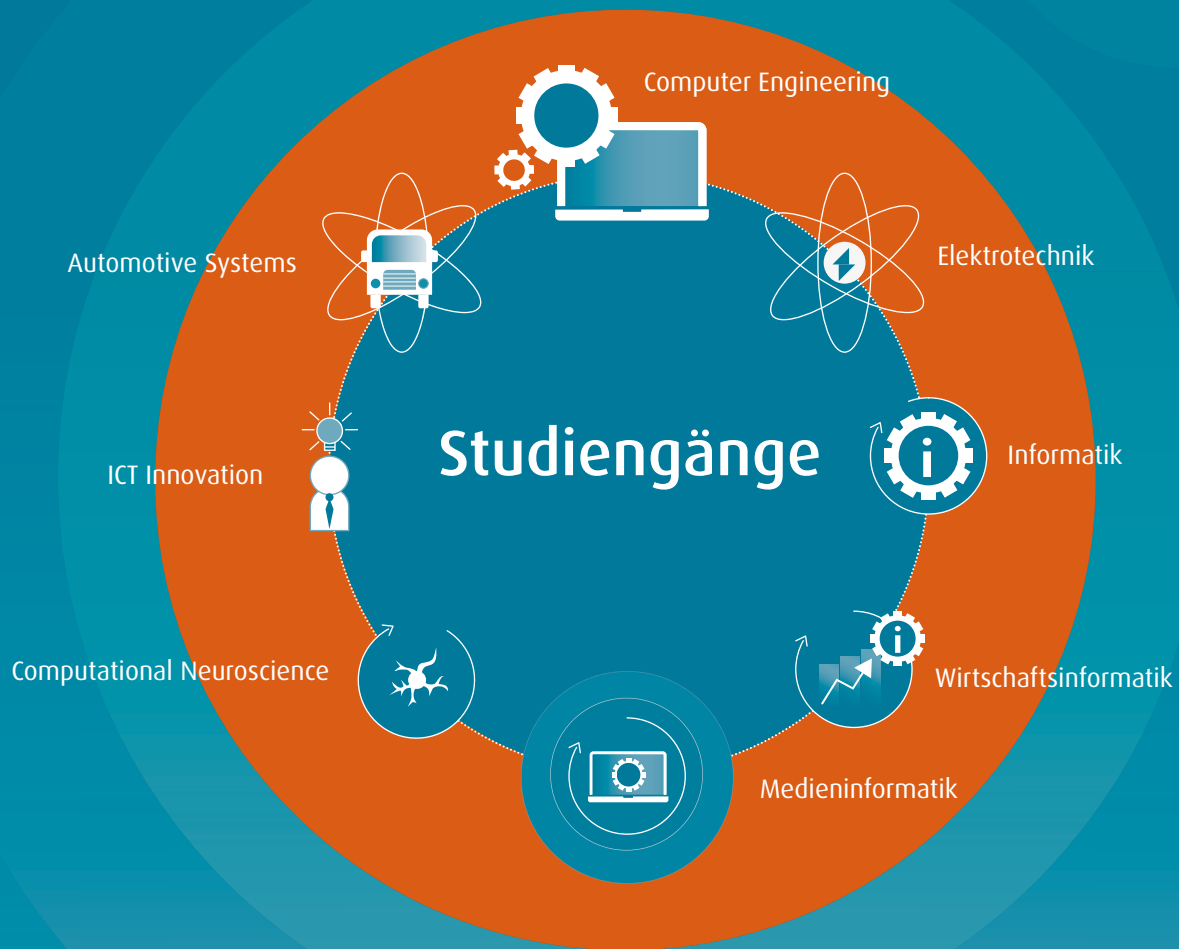 Computer Engineering
Automotive Systems
Elektrotechnik
Studiengänge
Informatik
ICT Innovation
Computational Neuroscience
Wirtschaftsinformatik
Medieninformatik
i
i